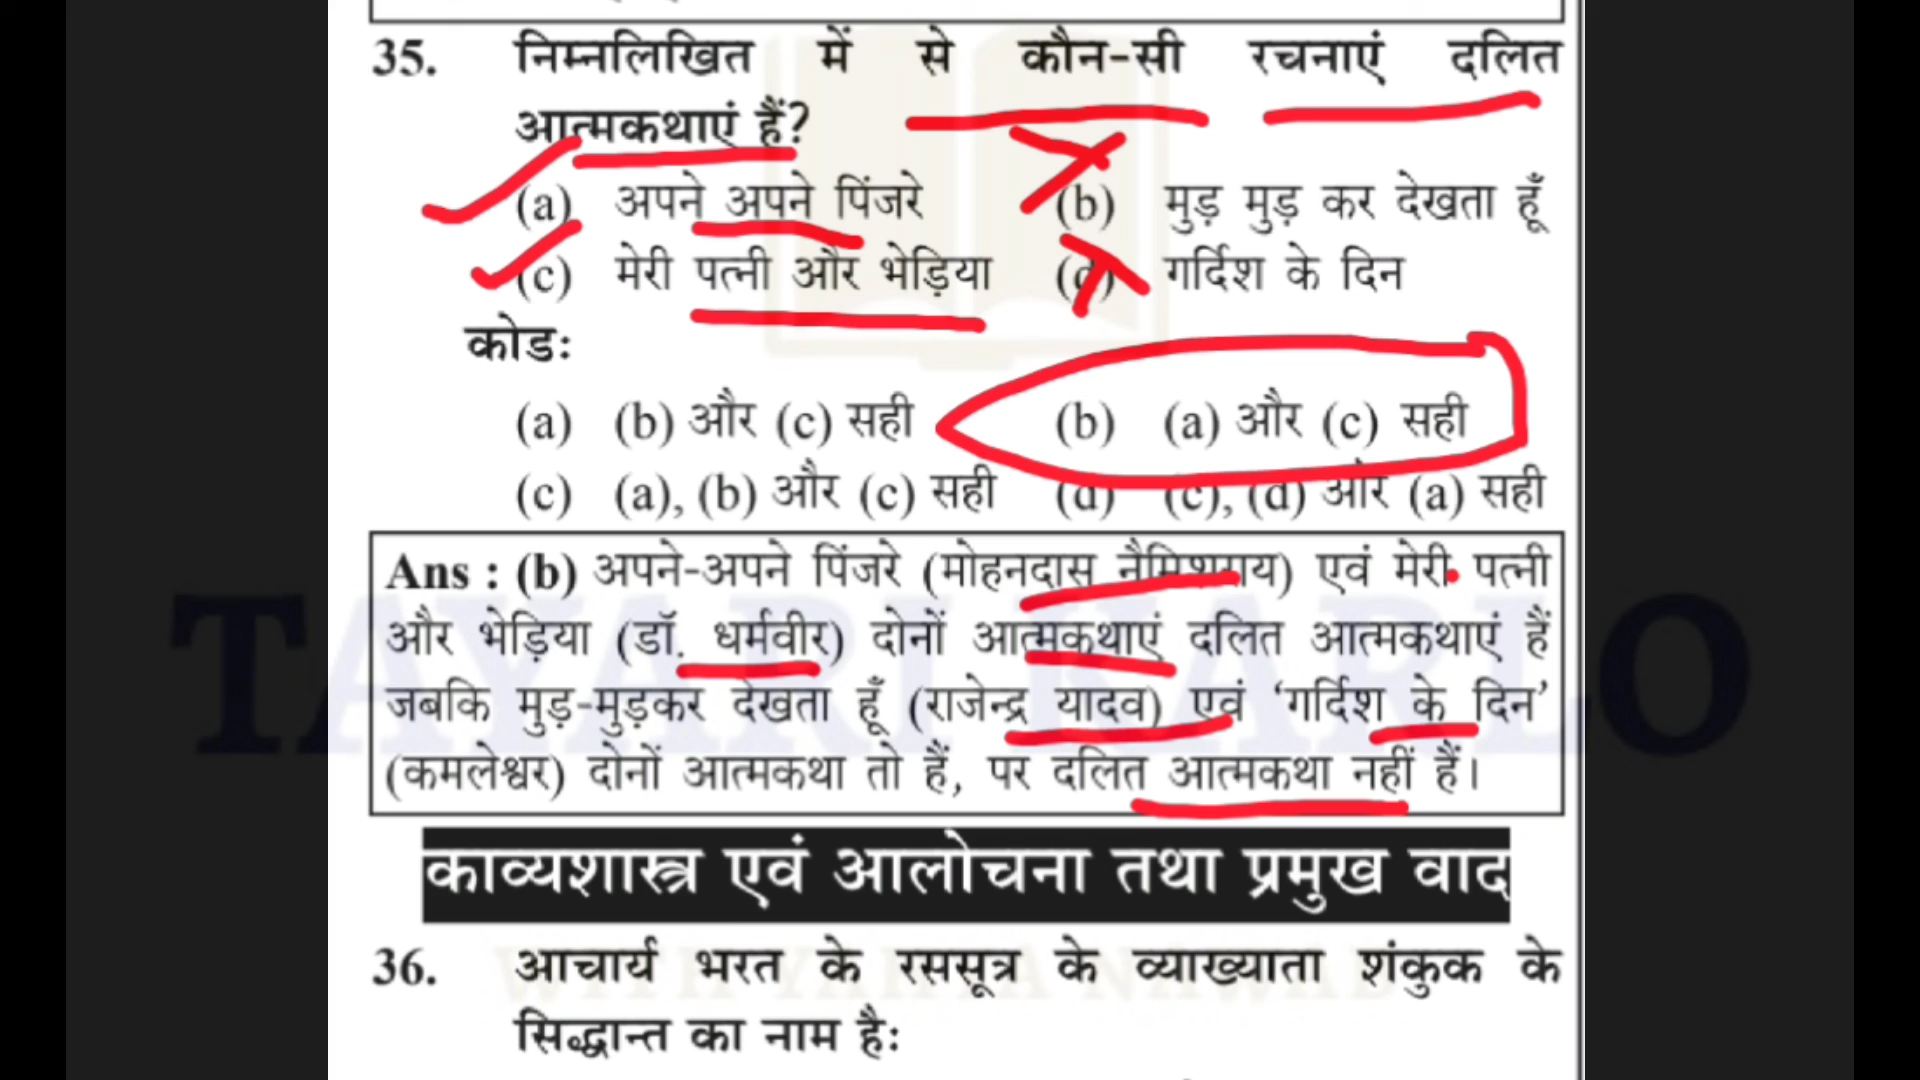 35. निम्नलिखित में से कौन-सी रचनाएं दलित
आत्मकथाएं हैं?
(a) अपने अपने पिंजरे (b) मुड़ मुड़ कर देखता हूँ
(c) मेरी पत्नी और भेड़िया (d) गर्दिश के दिन
कोडः
(a) (b) और (c) सही (b) (a) और (c) सही
(c) (a), (b) और (c) सही (d) (c), (d) और (a) सही
Ans : (b) अपने-अपने पिंजरे (मोहनदास नैमिशराय) एवं मेरी पत्नी
और भेड़िया (डॉ. धर्मवीर) दोनों आत्मकथाएं दलित आत्मकथाएं हैं
जबकि मुड़-मुड़कर देखता हूँ (राजेन्द्र यादव) एवं ‘गर्दिश के दिन’
(कमलेश्वर) दोनों आत्मकथा तो हैं, पर दलित आत्मकथा नहीं हैं।
TAYARI KARLO
काव्यशास्त्र एवं आलोचना तथा प्रमुख वाद
36. आचार्य भरत के रससूत्र के व्याख्याता शंकुक के
सिद्धान्त का नाम हैः